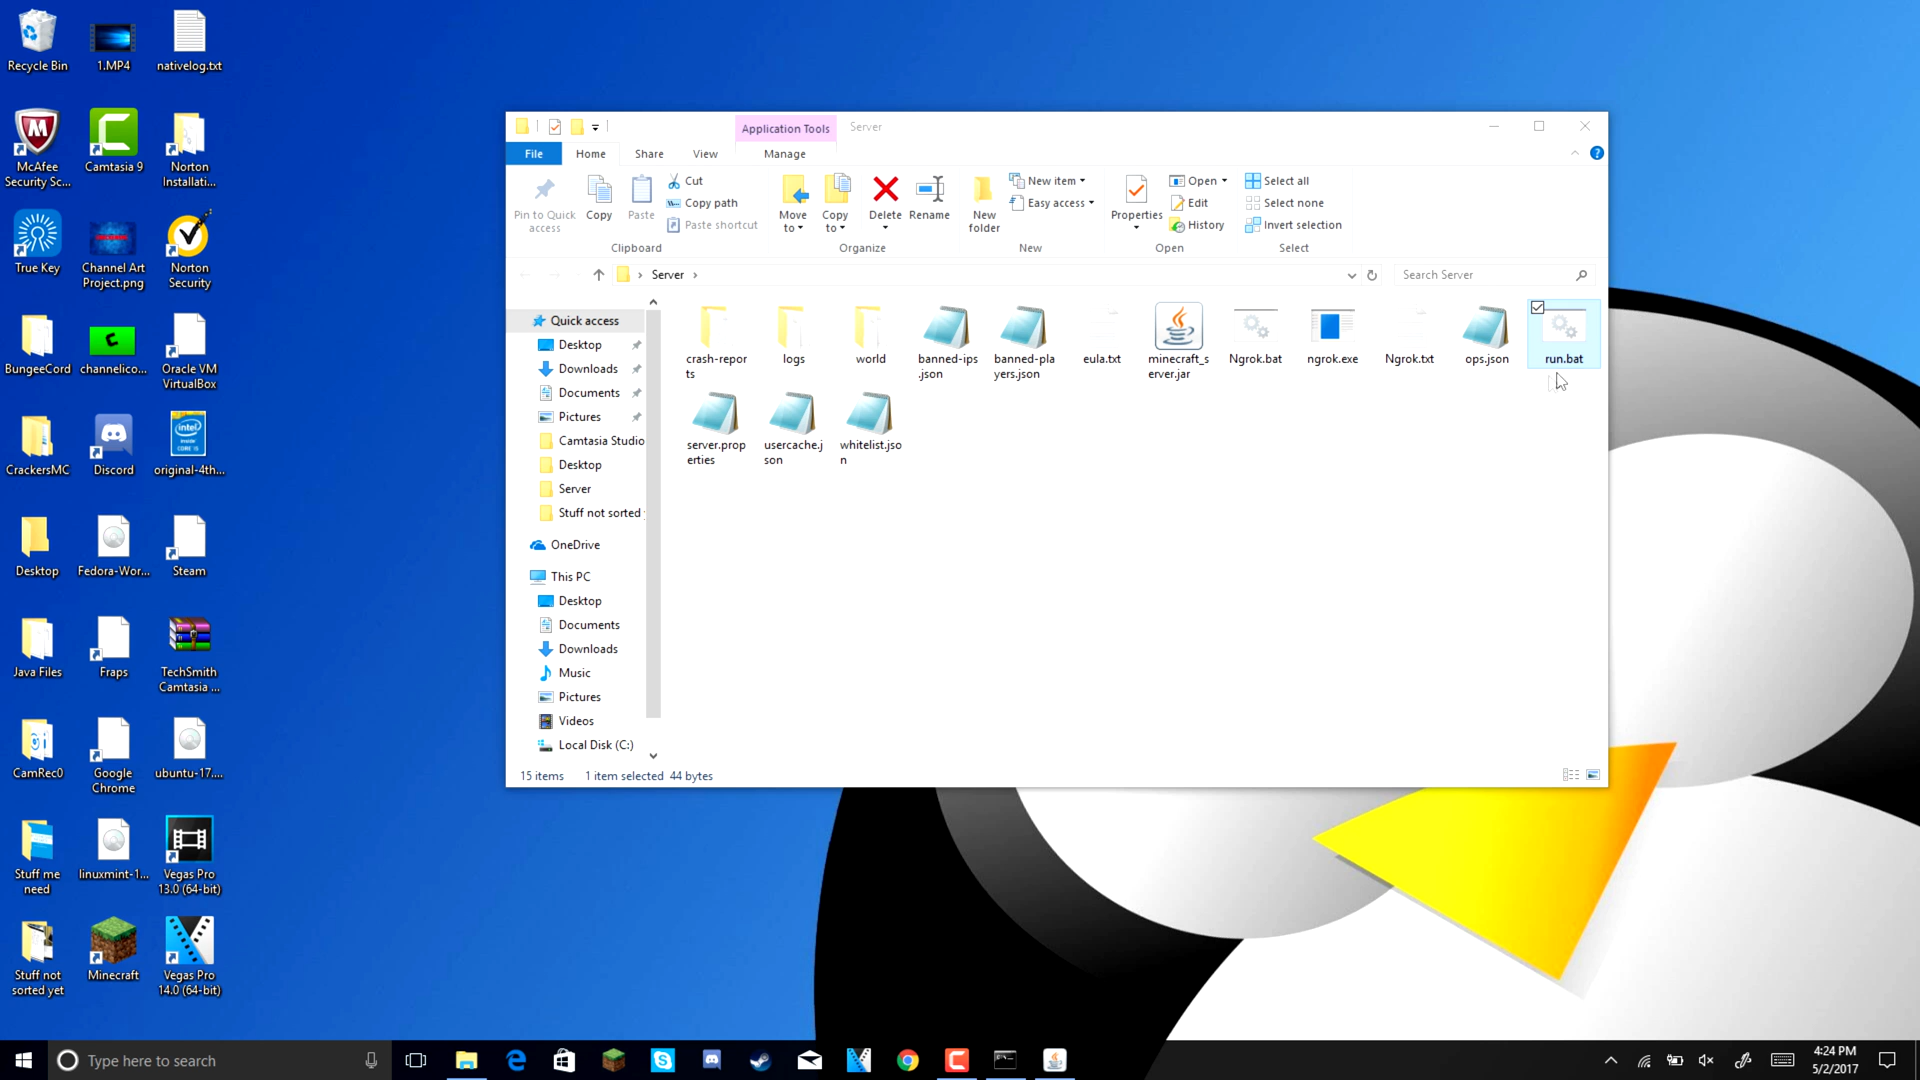 Recycle Bin
1.MP4
nativelog.txt
McAfee
Security Sc...
Camtasia 9
Norton
Installati...
True Key
Channel Art
Project.png
Norton
Security
BungeeCord
channelico...
Oracle VM
VirtualBox
CrackersMC
Discord
original-4th...
Desktop
Fedora-Wor...
Steam
Java Files
Fraps
TechSmith
Camtasia ...
CamRec0
Google
Chrome
ubuntu-17....
Stuff me
need
linuxmint-1...
Vegas Pro
13.0 (64-bit)
Stuff not
sorted yet
Minecraft
Vegas Pro
14.0 (64-bit)
Application Tools
Server
File
Home
Share
View
Manage
Pin to Quick
access
Copy
Paste
Cut
Copy path
Paste shortcut
Clipboard
Move
to
Copy
to
Delete
Rename
Organize
New
folder
New item
Easy access
New
Properties
Open
Edit
History
Open
Select all
Select none
Invert selection
Select
Server
Search Server
Quick access
Desktop
Downloads
Documents
Pictures
Camtasia Studio
Desktop
Server
Stuff not sorted
OneDrive
This PC
Desktop
Documents
Downloads
Music
Pictures
Videos
Local Disk (C:)
crash-repor
ts
logs
world
banned-ips
.json
banned-pla
yers.json
eula.txt
minecraft_s
erver.jar
Ngrok.bat
ngrok.exe
Ngrok.txt
ops.json
run.bat
server.prop
erties
usercache.j
son
whitelist.jso
n
15 items
1 item selected 44 bytes
Type here to search
4:24 PM
5/2/2017